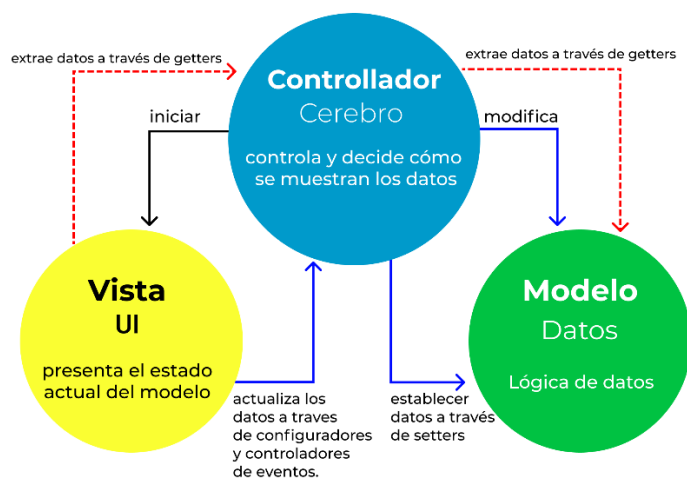 extrae datos a través de getters
extrae datos a través de getters
Controllador
Cerebro
controla y decide cómo
se muestran los datos
iniciar
modifica
Vista
UI
presenta el estado
actual del modelo
Modelo
Datos
Lógica de datos
actualiza los
datos a traves
de configuradores
y controladores
de eventos.
establecer
datos a través
de setters